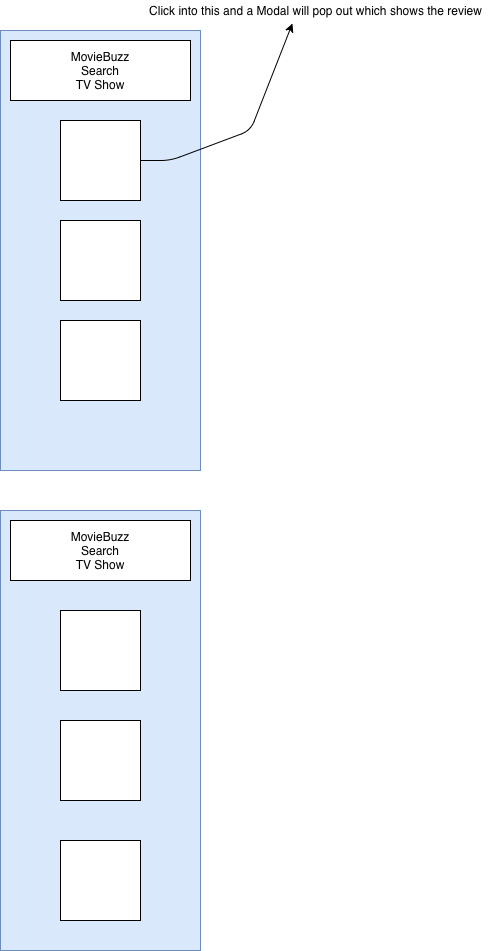 Click into this and a Modal will pop out which shows the review
MovieBuzz
Search
TV Show
MovieBuzz
Search
TV Show